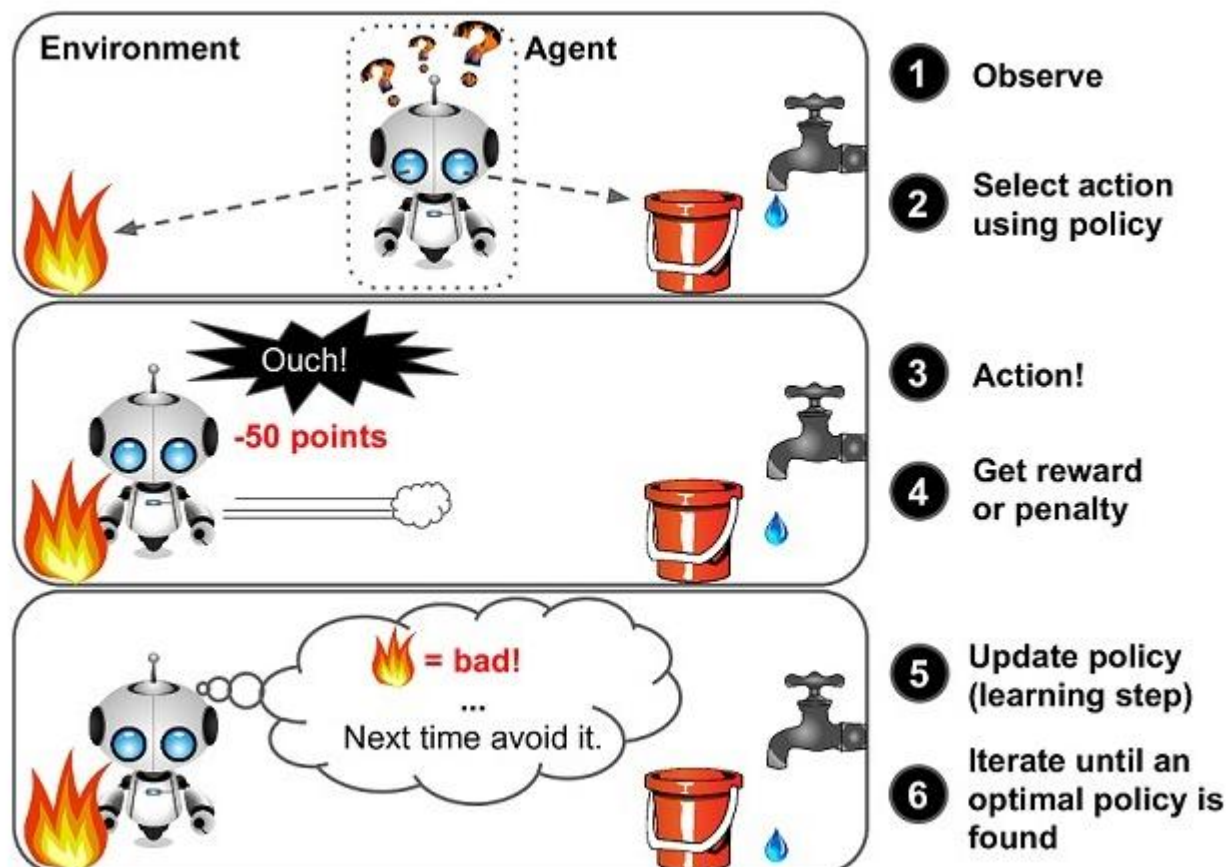 Environment
Agent
? ? ?
1 Observe
2 Select action
using policy
Ouch!
-50 points
3 Action!
4 Get reward
or penalty
= bad!
...
Next time avoid it.
5 Update policy
(learning step)
6 Iterate until an
optimal policy is
found